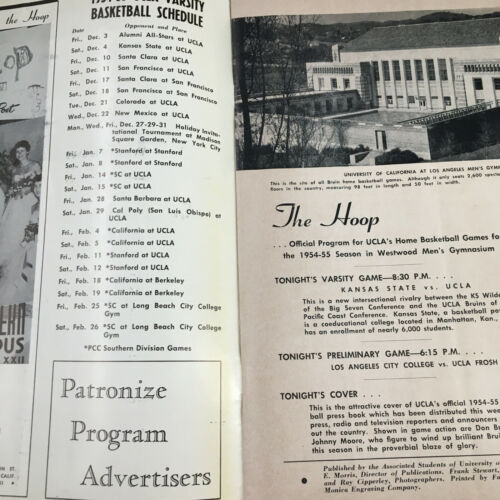 the Hoop
BASKETBALL SCHEDULE
Date Opponent and Place
Fri., Dec. 3 Alumni All-Stars at UCLA
Sat., Dec. 4 Kansas State at UCLA
Fri., Dec. 10 Santa Clara at UCLA
Sat., Dec. 11 San Francisco at UCLA
Fri., Dec. 17 Santa Clara at San Francisco
Sat., Dec. 18 San Francisco at San Francisco
Tue., Dec. 21 Colorado at UCLA
Wed., Dec. 22 New Mexico at UCLA
Mon., Wed., Fri., Dec. 27-29-31 Holiday Invita-
tational Tournament at Madison
Square Garden, New York City
Fri., Jan. 7 *Stanford at Stanford
Sat., Jan. 8 *Stanford at Stanford
Fri., Jan. 14 *SC at UCLA
Sat., Jan. 15 *SC at UCLA
Fri., Jan. 28 Santa Barbara at UCLA
Sat., Jan. 29 Cal Poly (San Luis Obispo) at
UCLA
Fri., Feb. 4 *California at UCLA
Sat., Feb. 5 *California at UCLA
Fri., Feb. 11 *Stanford at UCLA
Sat., Feb. 12 *Stanford at UCLA
Fri., Feb. 18 *California at Berkeley
Sat., Feb. 19 *California at Berkeley
Fri., Feb. 25 *SC at Long Beach City College
Gym
Sat., Feb. 26 *SC at Long Beach City College
Gym
*PCC Southern Division Games
Patronize
Program
Advertisers
XXII
ST.
CALIF.
UNIVERSITY OF CALIFORNIA AT LOS ANGELES MEN'S
This is the site of all Bruin home basketball games. Although it only seats 2,600
floors in the country, measuring 98 feet in length and 50 feet in width.
The Hoop
. . . Official Program for UCLA's Home Basketball Games for
the 1954-55 Season in Westwood Men's Gymnasium
TONIGHT'S VARSITY GAME—8:30 P.M. . . . .
KANSAS STATE vs. UCLA
This is a new intersectional rivalry between the KS
of the Big Seven Conference and the UCLA Bruins of
Pacific Coast Conference. Kansas State, a basketball
is a coeducational college located in Manhattan, Kan.,
has an enrollment of nearly 6,000 students.
TONIGHT'S PRELIMINARY GAME—6:15 P.M. . . . .
LOS ANGELES CITY COLLEGE vs. UCLA FROSH
TONIGHT'S COVER . . . .
This is the attractive cover of UCLA's official 1954-55
ball press book which has been distributed this
press, radio and television reporters and announcers
out the country. Shown in game action are Don
Johnny Moore, who figure to wind up brilliant
this season in the proverbial blaze of glory.
Published by the Associated Students of University
E. Morris, Director of Publications. Frank Stewart,
and Ray Cipperley, Photographers. Printed by
Monica Engraving Company.